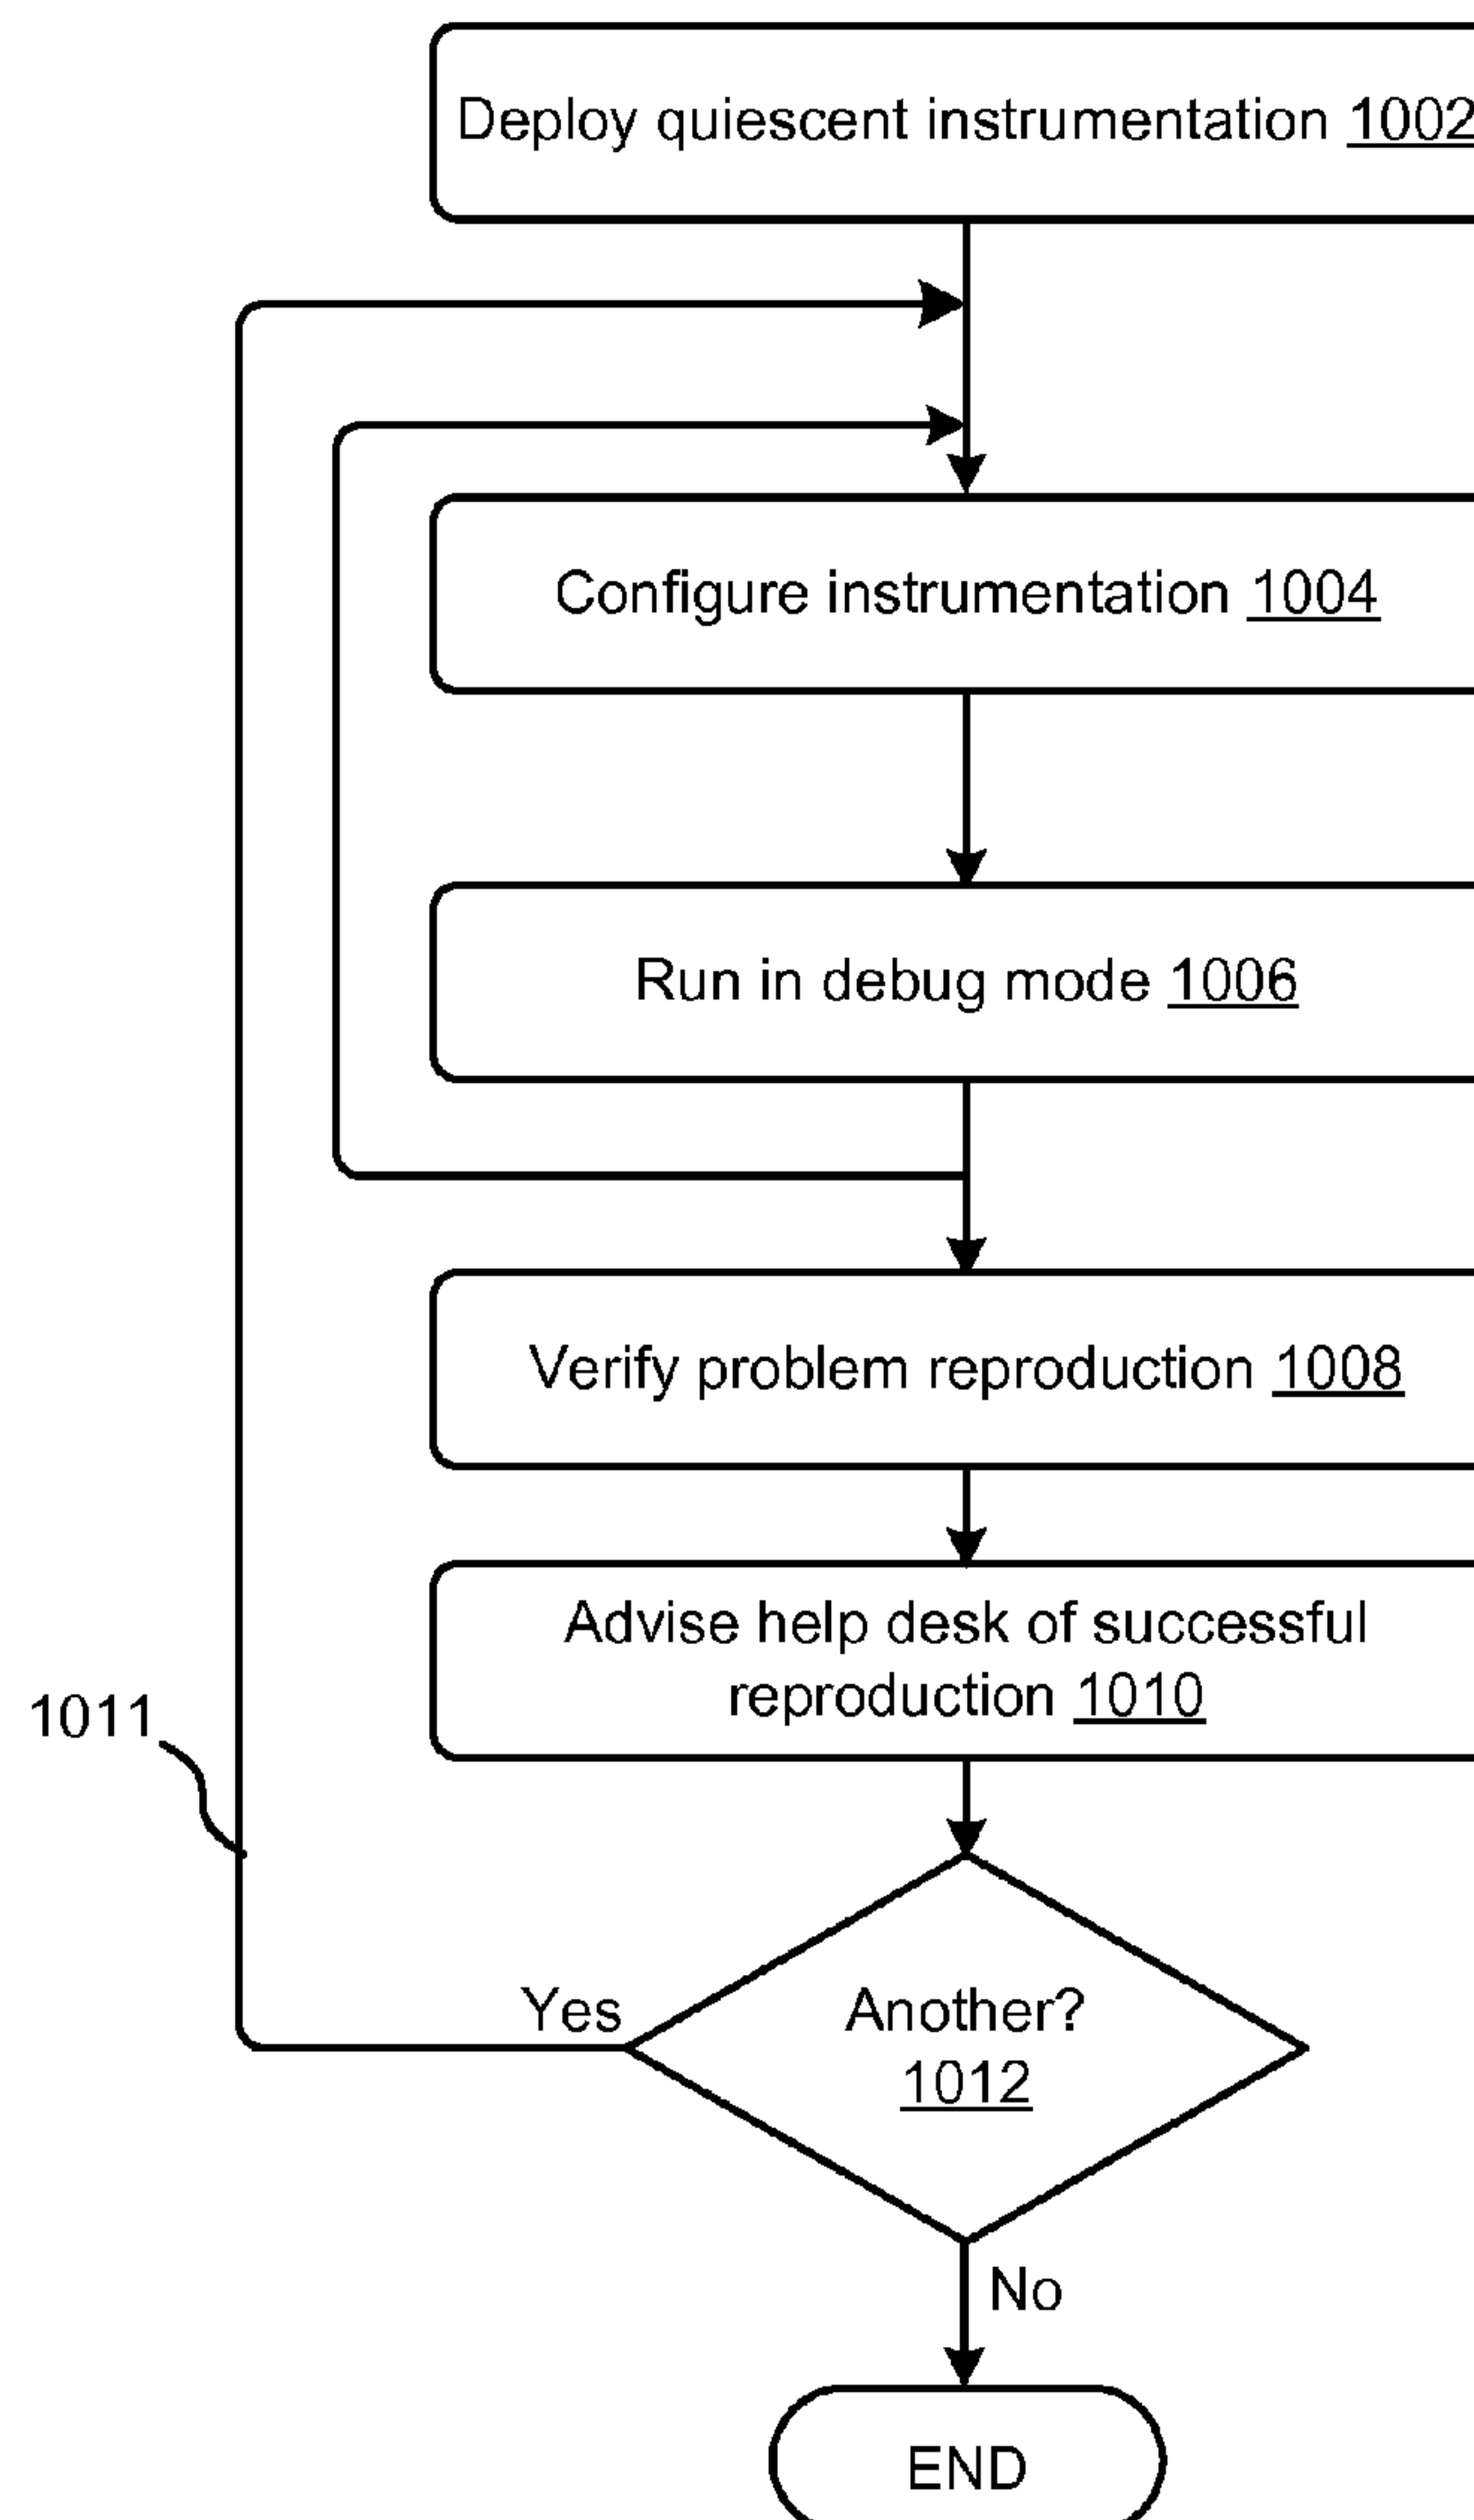 Deploy quiescent instrumentation 1002
Configure instrumentation 1004
Run in debug mode 1006
Verify problem reproduction 1008
Advise help desk of successful
reproduction 1010
1011
Yes
Another?
1012
No
END